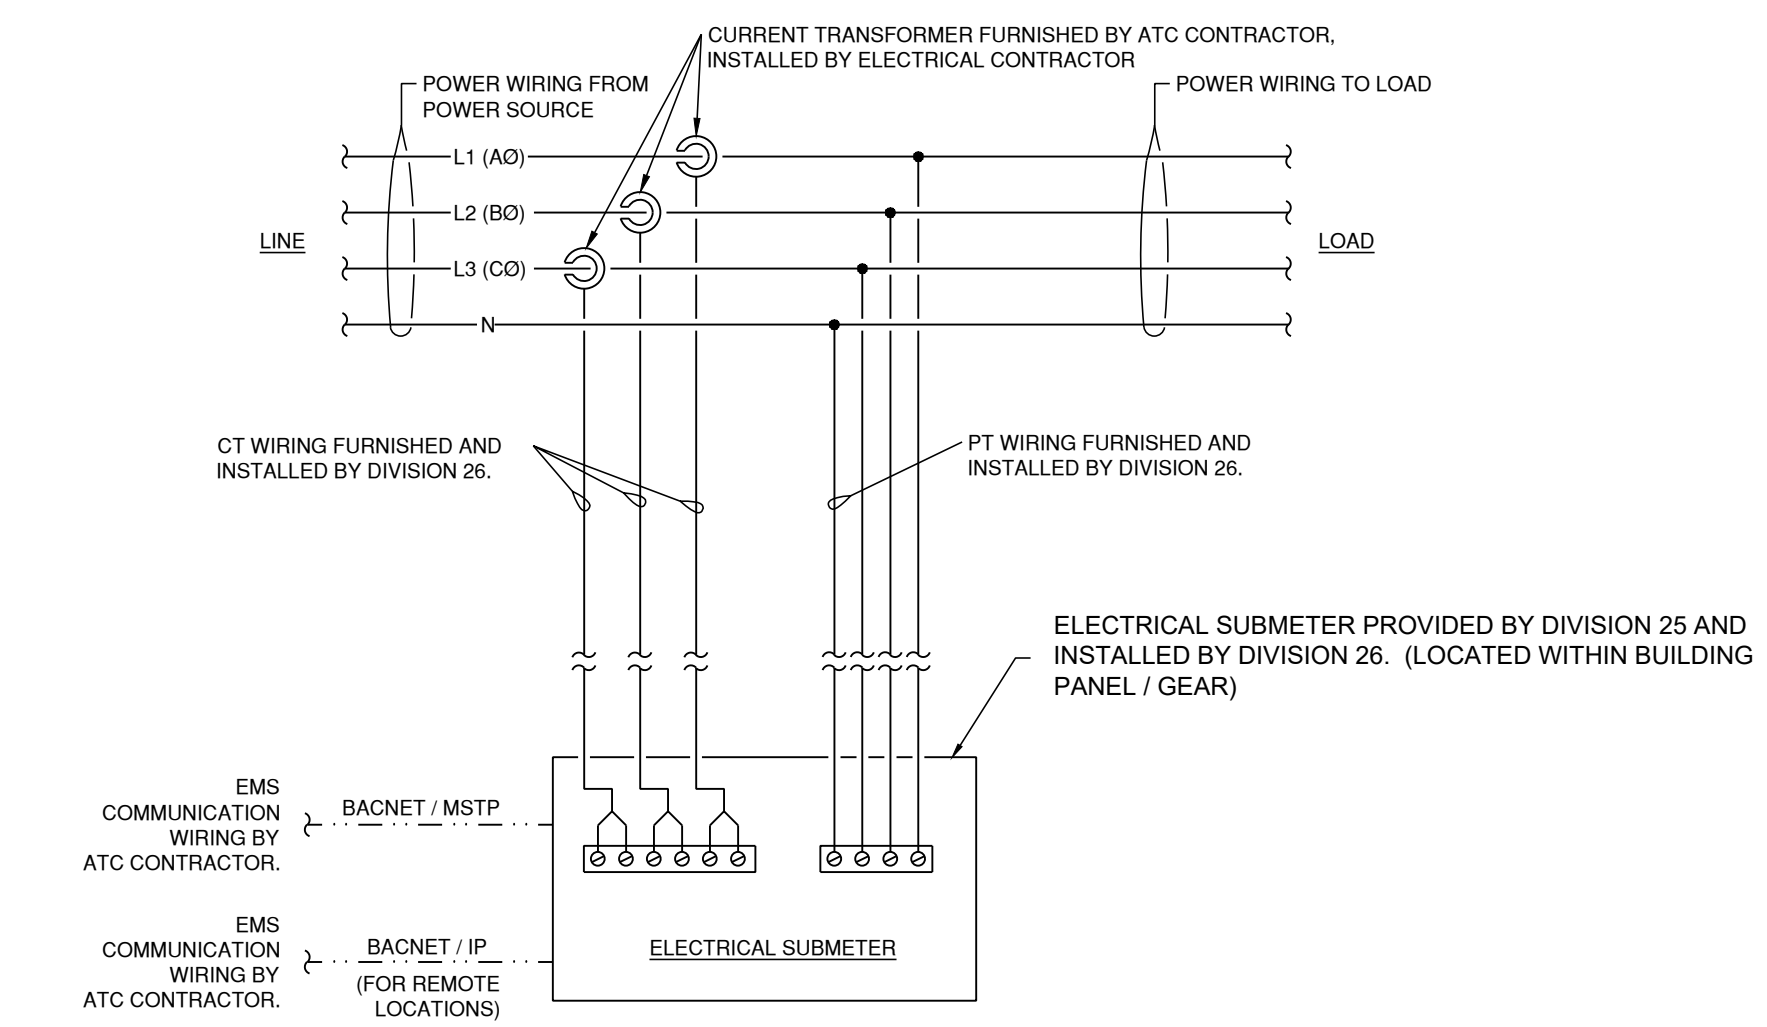 CURRENT TRANSFORMER FURNISHED BY ATC CONTRACTOR,
INSTALLED BY ELECTRICAL CONTRACTOR
POWER WIRING FROM
POWER SOURCE
POWER WIRING TO LOAD
L1 (AØ)
L2 (BØ)
LINE
LOAD
L3 (CØ)
N
CT WIRING FURNISHED AND
INSTALLED BY DIVISION 26.
PT WIRING FURNISHED AND
INSTALLED BY DIVISION 26.
ELECTRICAL SUBMETER PROVIDED BY DIVISION 25 AND
INSTALLED BY DIVISION 26. (LOCATED WITHIN BUILDING
PANEL / GEAR)
EMS
COMMUNICATION
WIRING BY
ATC CONTRACTOR.
BACNET / MSTP
EMS
COMMUNICATION
WIRING BY
ATC CONTRACTOR.
BACNET / IP
(FOR REMOTE
LOCATIONS)
ELECTRICAL SUBMETER